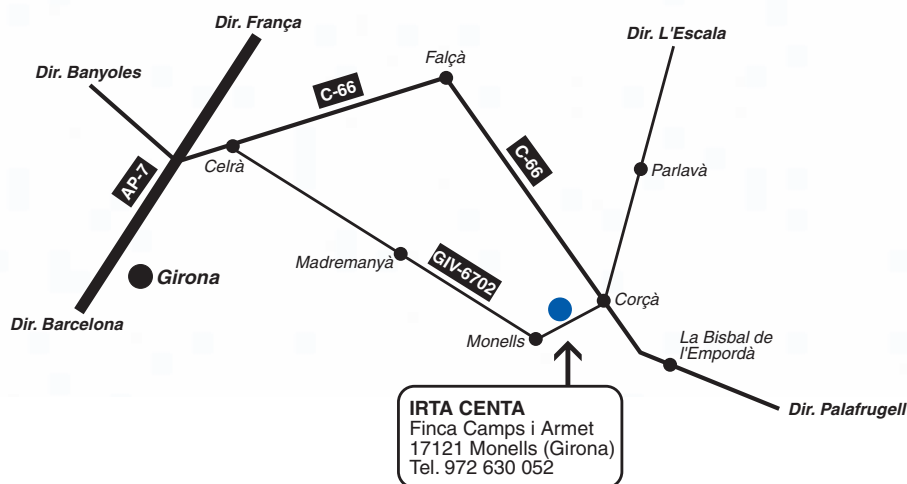 Dir. França
Dir. L'Escala
Falçà
Dir. Banyoles
C-66
Celrà
AP-7
C-66
Parlavà
Madremanyà
GIV-6702
Girona
Corçà
Dir. Barcelona
Monells
La Bisbal de
l'Empordà
Dir. Palafrugell
IRTA CENTA
Finca Camps i Armet
17121 Monells (Girona)
Tel. 972 630 052